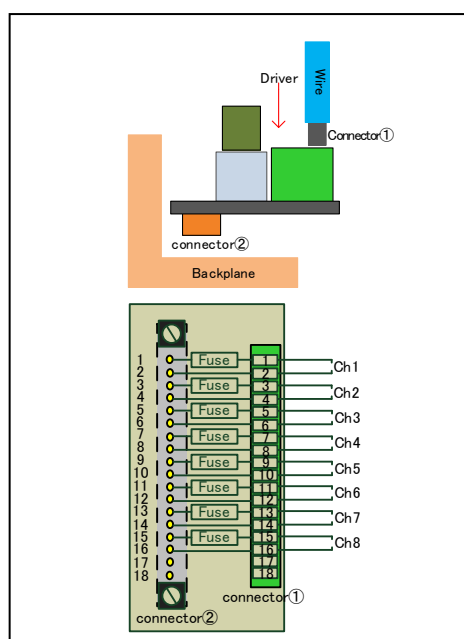 Driver
Wire
Connector①
connector②
Backplane
1 Fuse 1 Ch1
2 2
3 Fuse 3 Ch2
4 4
5 Fuse 5 Ch3
6 6
7 Fuse 7 Ch4
8 8
9 Fuse 9 Ch5
10 10
11 Fuse 11 Ch6
12 12
13 Fuse 13 Ch7
14 14
15 Fuse 15 Ch8
16 16
17 17
18 18
connector①
connector②